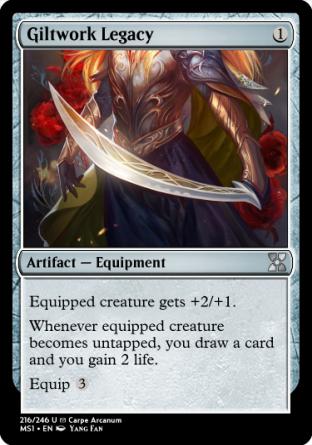 Giltwork Legacy 1
Artifact — Equipment
Equipped creature gets +2/+1.
Whenever equipped creature
becomes untapped, you draw a card
and you gain 2 life.
Equip 3
216/246 U Carpe Arcanum
MS1 • EN Yang Fan